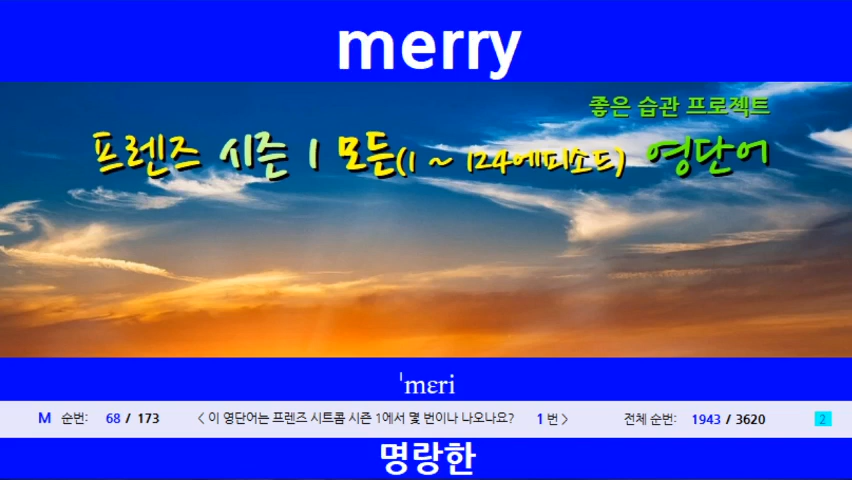 merry
좋은 습관 프로젝트
프렌즈 시즌 1 모든(1 ~ 124에피소드) 영단어
ˈmɛri
M 순번: 68 / 173 < 이 영단어는 프렌즈 시트콤 시즌 1에서 몇 번이나 나오나요? 1 번 > 전체 순번: 1943 / 3620 2
명랑한